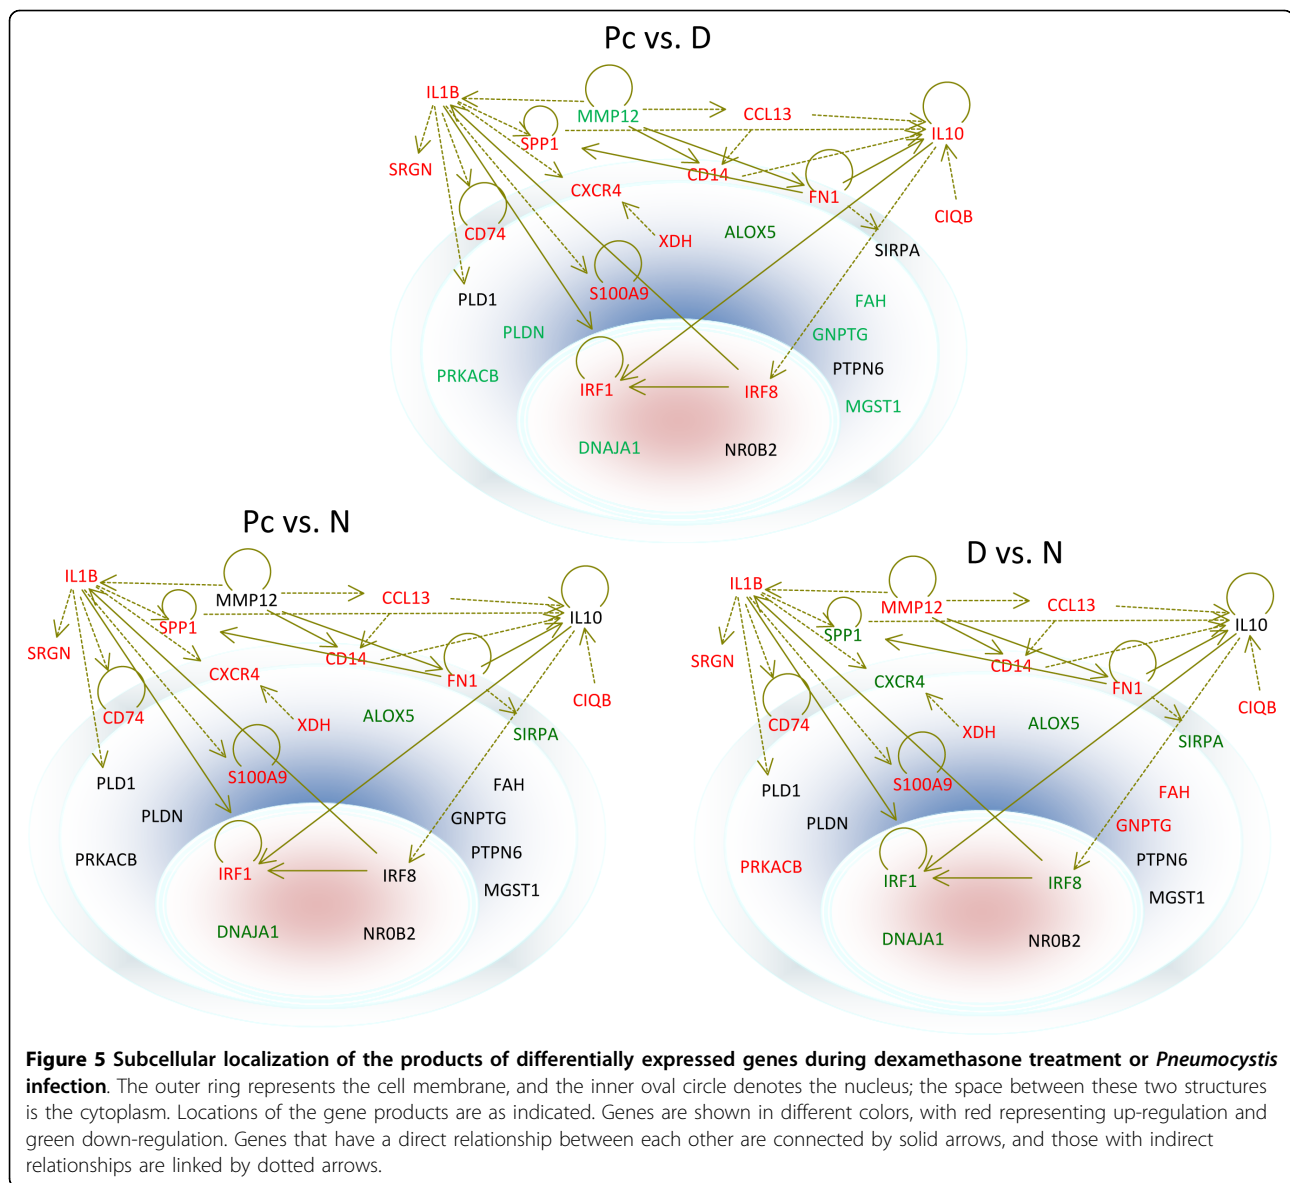 Pc vs. D
IL1B
MMP12
CCL13
IL10
SPP1
SRGN
CXCR4
CD14
FN1
CIQB
CD74
XDH
ALOX5
SIRPA
PLD1
S100A9
FAH
PLDN
GNPTG
PRKACB
PTPN6
IRF1
IRF8
MGST1
DNAJA1
NR0B2
Pc vs. N
IL1B
MMP12
CCL13
IL10
SPP1
SRGN
CXCR4
CD14
FN1
CIQB
CD74
XDH
ALOX5
SIRPA
PLD1
S100A9
FAH
PLDN
GNPTG
PRKACB
PTPN6
IRF1
IRF8
MGST1
DNAJA1
NR0B2
D vs. N
IL1B
MMP12
CCL13
IL10
SPP1
SRGN
CXCR4
CD14
FN1
CIQB
CD74
XDH
ALOX5
SIRPA
PLD1
S100A9
FAH
PLDN
GNPTG
PRKACB
PTPN6
IRF1
IRF8
MGST1
DNAJA1
NR0B2
Figure 5 Subcellular localization of the products of differentially expressed genes during dexamethasone treatment or Pneumocystis
infection. The outer ring represents the cell membrane, and the inner oval circle denotes the nucleus; the space between these two structures
is the cytoplasm. Locations of the gene products are as indicated. Genes are shown in different colors, with red representing up-regulation and
green down-regulation. Genes that have a direct relationship between each other are connected by solid arrows, and those with indirect
relationships are linked by dotted arrows.